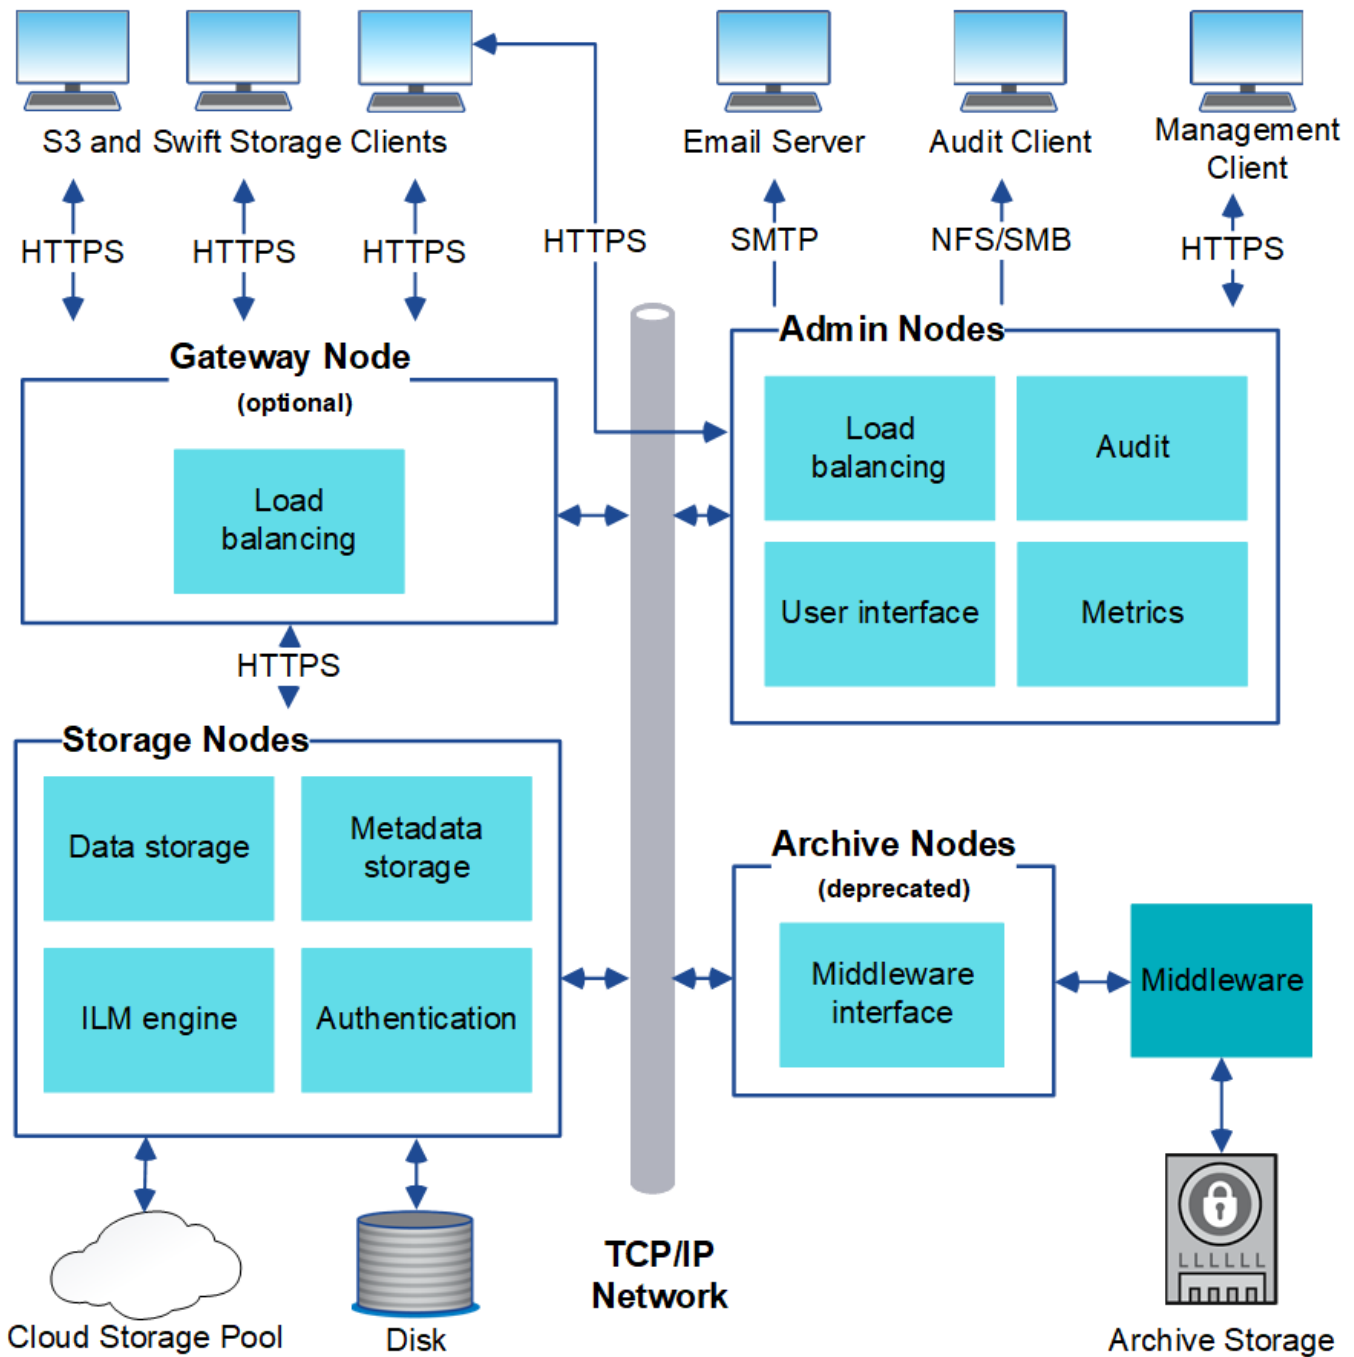 S3 and Swift Storage Clients
Email Server
Audit Client
Management
Client
HTTPS
HTTPS
HTTPS
HTTPS
SMTP
NFS/SMB
HTTPS
Gateway Node
(optional)
Load
balancing
Admin Nodes
Load
balancing
Audit
User interface
Metrics
HTTPS
Storage Nodes
Data storage
Metadata
storage
ILM engine
Authentication
Archive Nodes
(deprecated)
Middleware
interface
Middleware
Cloud Storage Pool
Disk
TCP/IP
Network
LLLLLL
Archive Storage